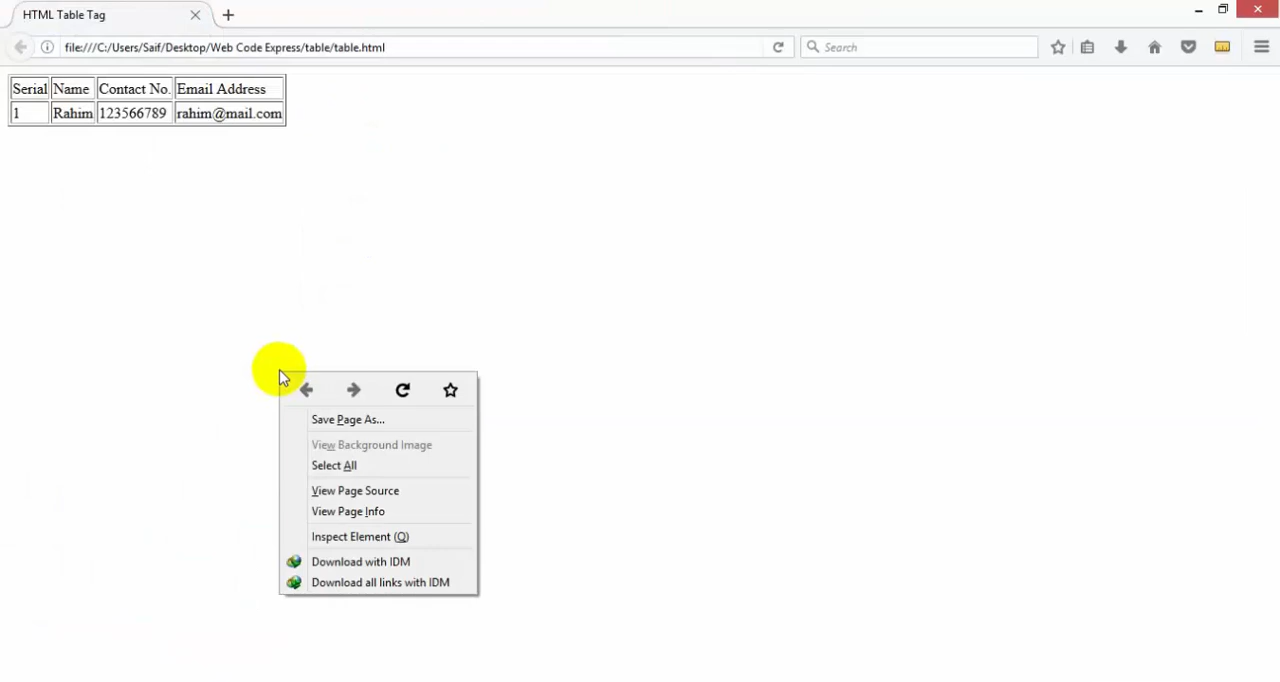 HTML Table Tag
file:///C:/Users/Saif/Desktop/Web Code Express/table/table.html
Search
Serial Name Contact No. Email Address
1 Rahim 123566789 rahim@mail.com
Save Page As...
View Background Image
Select All
View Page Source
View Page Info
Inspect Element (Q)
Download with IDM
Download all links with IDM